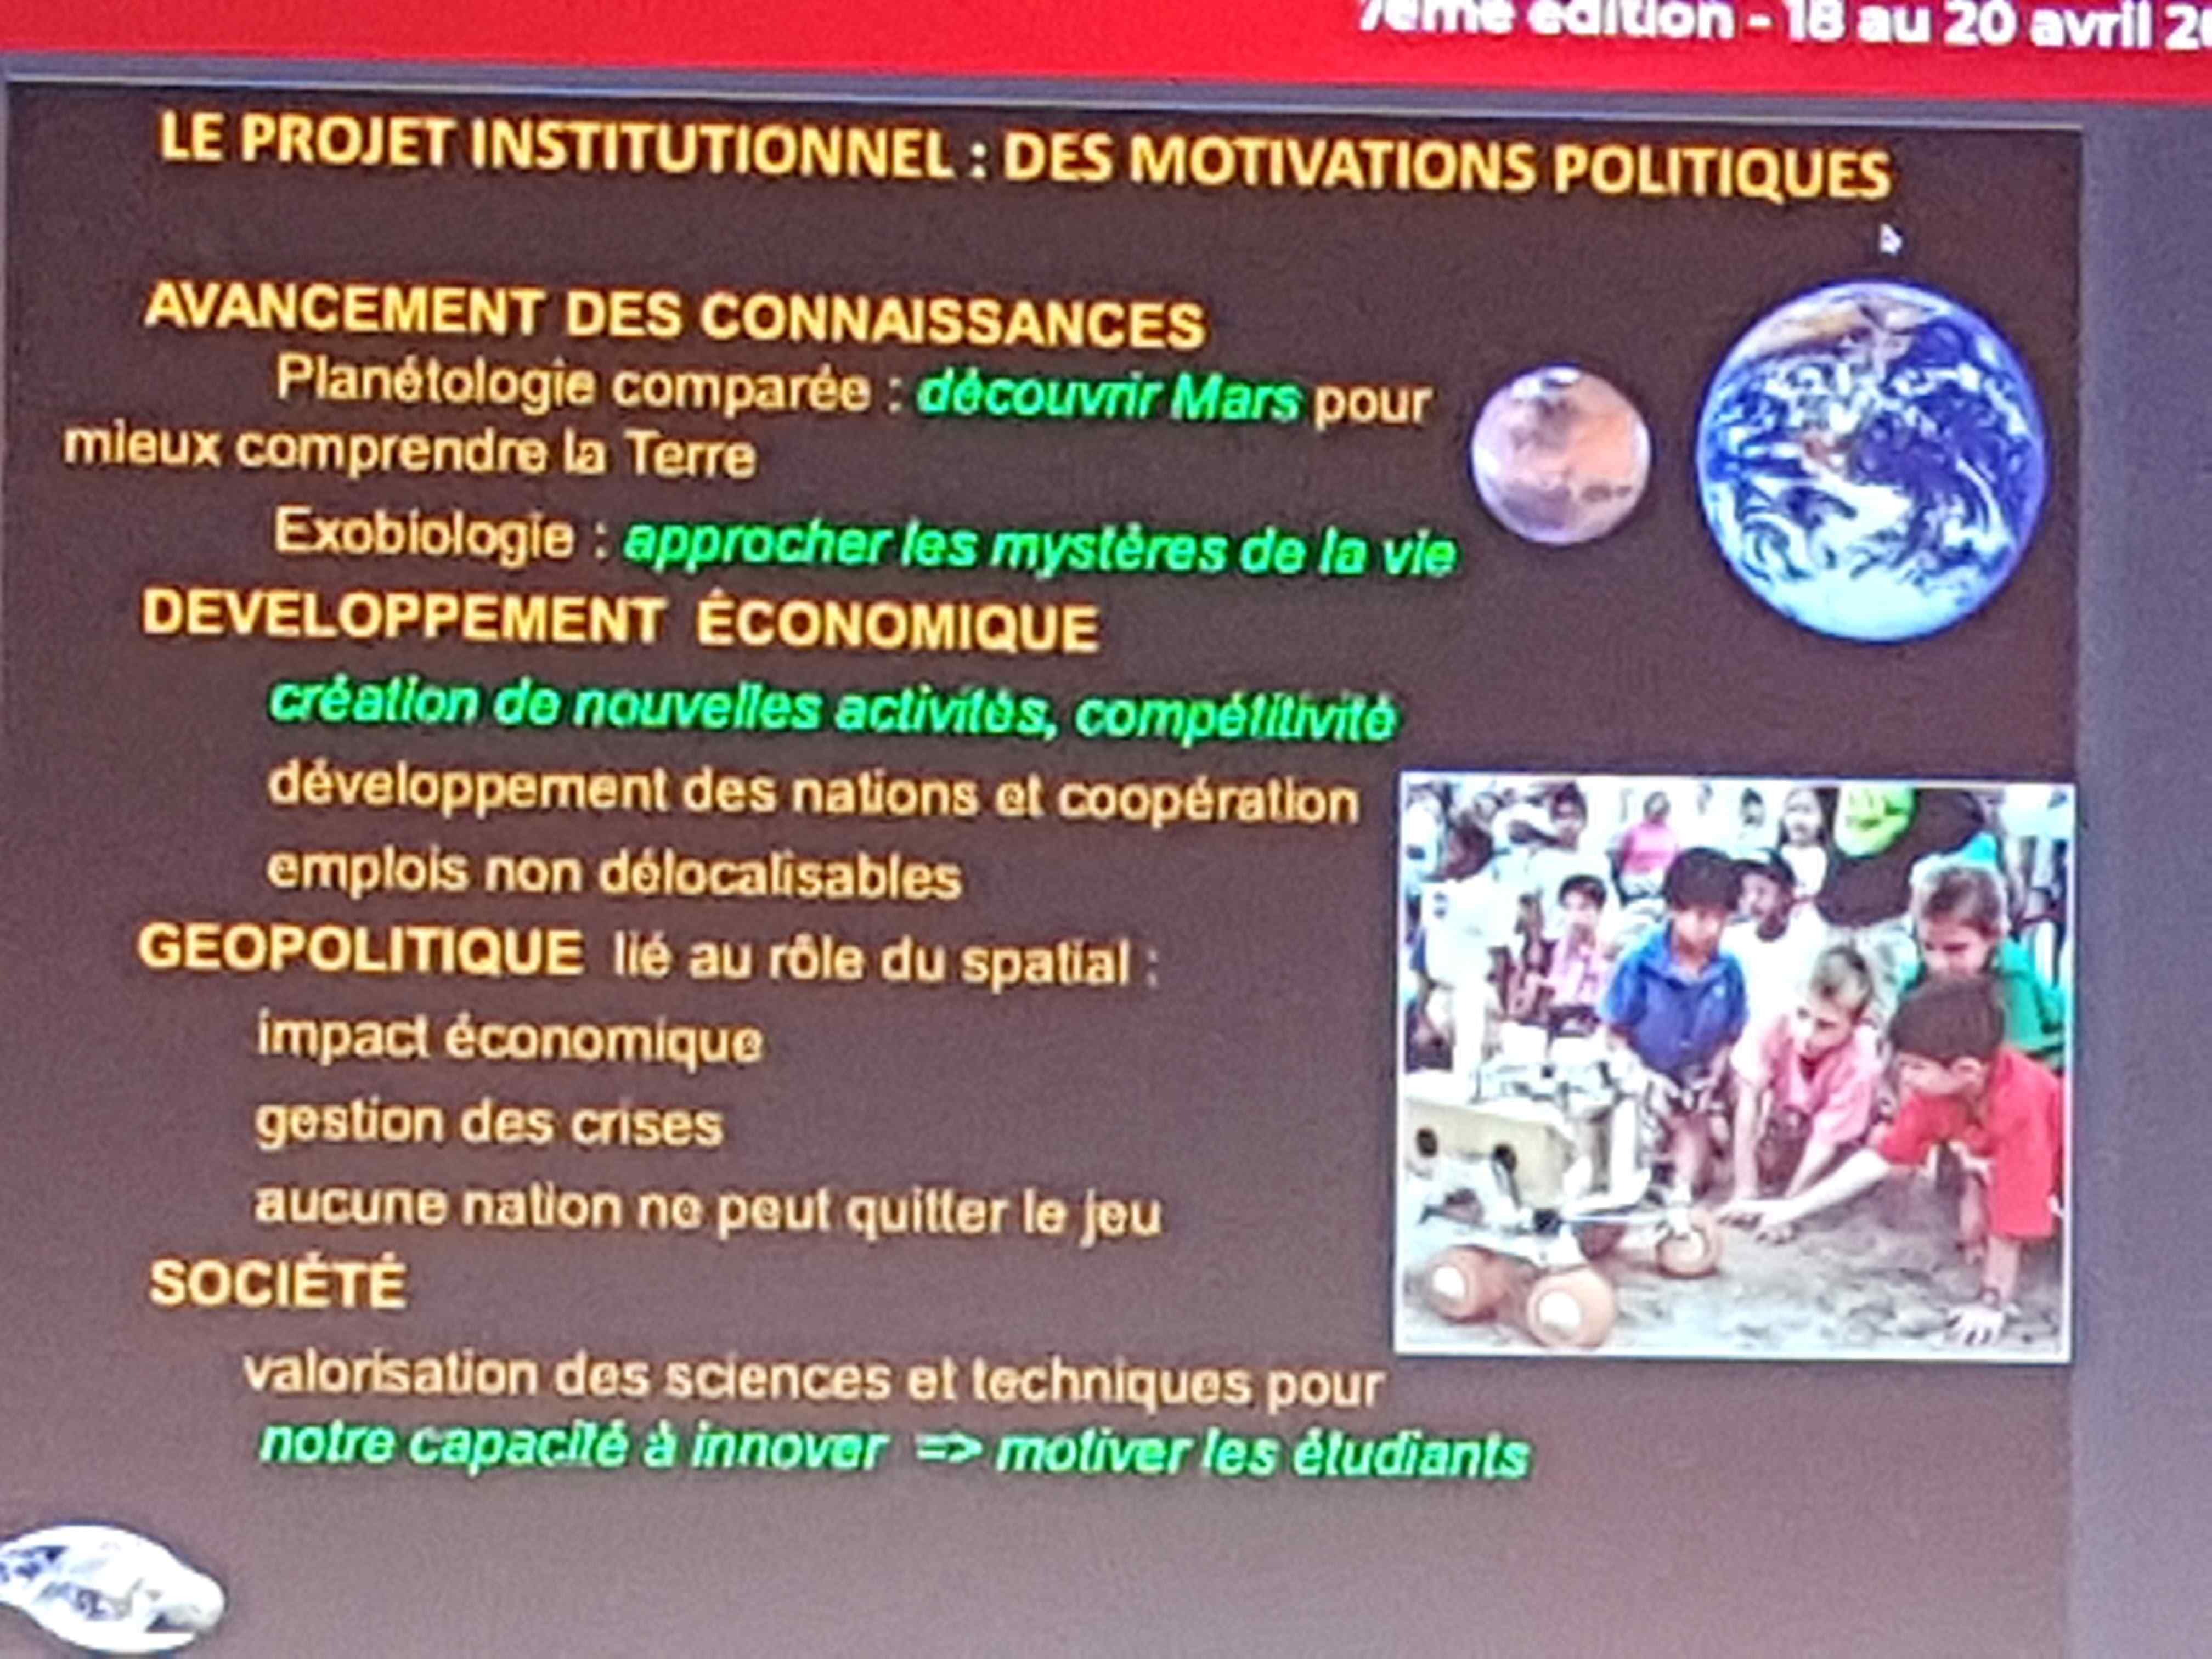 7ème édition - 18 au 20 avril
LE PROJET INSTITUTIONNEL : DES MOTIVATIONS POLITIQUES
AVANCEMENT DES CONNAISSANCES
Planétologie comparée : découvrir Mars pour
mieux comprendre la Terre
Exobiologie : approcher les mystères de la vie
DEVELOPPEMENT ÉCONOMIQUE
création de nouvelles activités, compétitivité
développement des nations et coopération
emplois non délocalisables
GEOPOLITIQUE lié au rôle du spatial :
impact économique
gestion des crises
aucune nation ne peut quitter le jeu
SOCIÉTÉ
valorisation des sciences et techniques pour
notre capacité à innover => motiver les étudiants